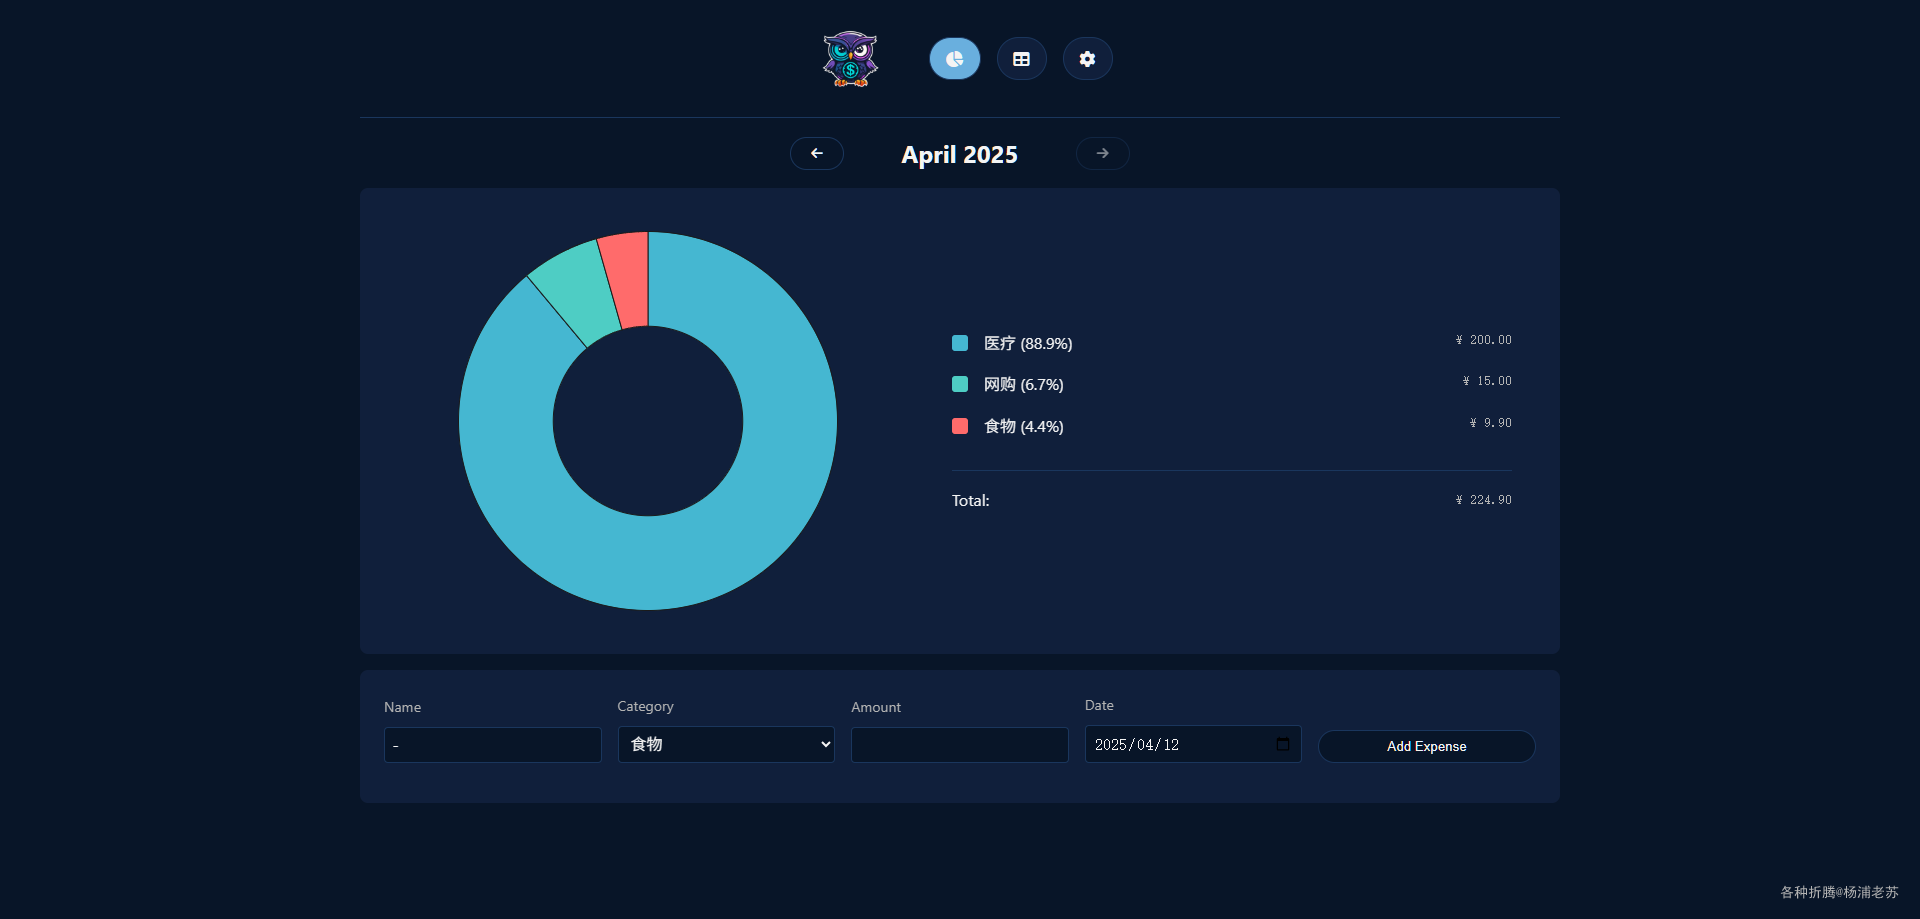 $
April 2025
医疗 (88.9%) ¥ 200.00
网购 (6.7%) ¥ 15.00
食物 (4.4%) ¥ 9.90
Total: ¥ 224.90
Name Category Amount Date
- 食物 2025/04/12 Add Expense
各种折腾@杨浦老苏